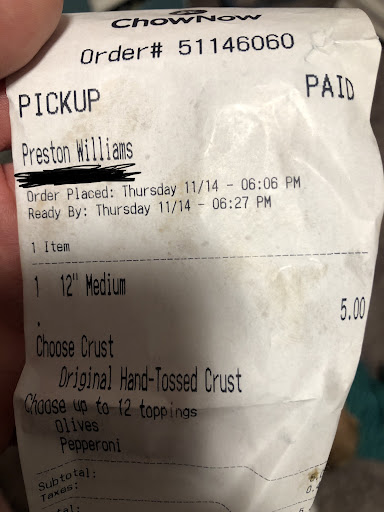 ChowNow
Order# 51146060
PICKUP PAID
Preston Williams
Order Placed: Thursday 11/14 - 06:06 PM
Ready By: Thursday 11/14 - 06:27 PM
1 Item
1 12" Medium 5.00
Choose Crust
Original Hand-Tossed Crust
Choose up to 12 toppings
Olives
Pepperoni
Subtotal:
Taxes: